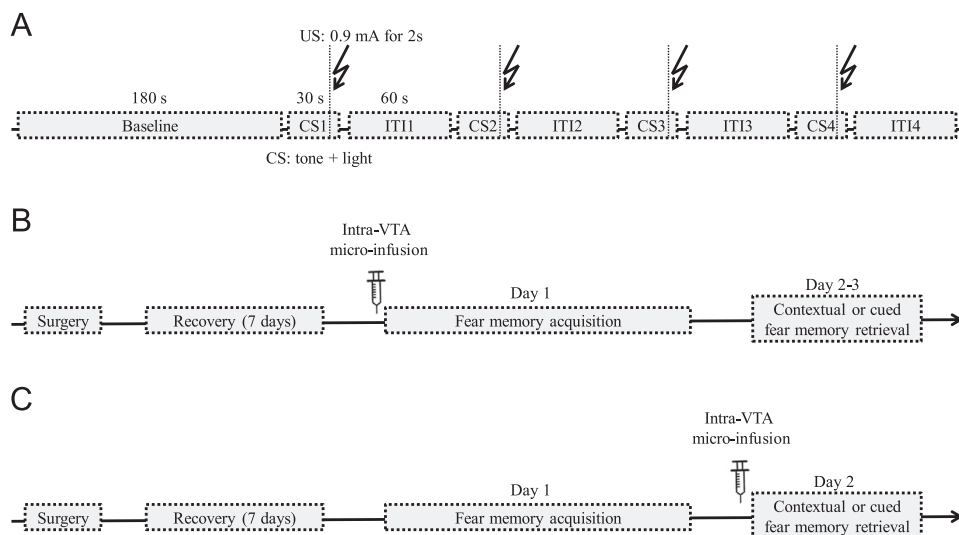 A
US: 0.9 mA for 2s
180 s 30 s 60 s
Baseline CS1 ITI1 CS2 ITI2 CS3 ITI3 CS4 ITI4
CS: tone + light
B
Intra-VTA
micro-infusion
Day 1 Day 2-3
Surgery Recovery (7 days) Fear memory acquisition Contextual or cued
fear memory retrieval
C
Intra-VTA
micro-infusion
Day 1 Day 2
Surgery Recovery (7 days) Fear memory acquisition Contextual or cued
fear memory retrieval